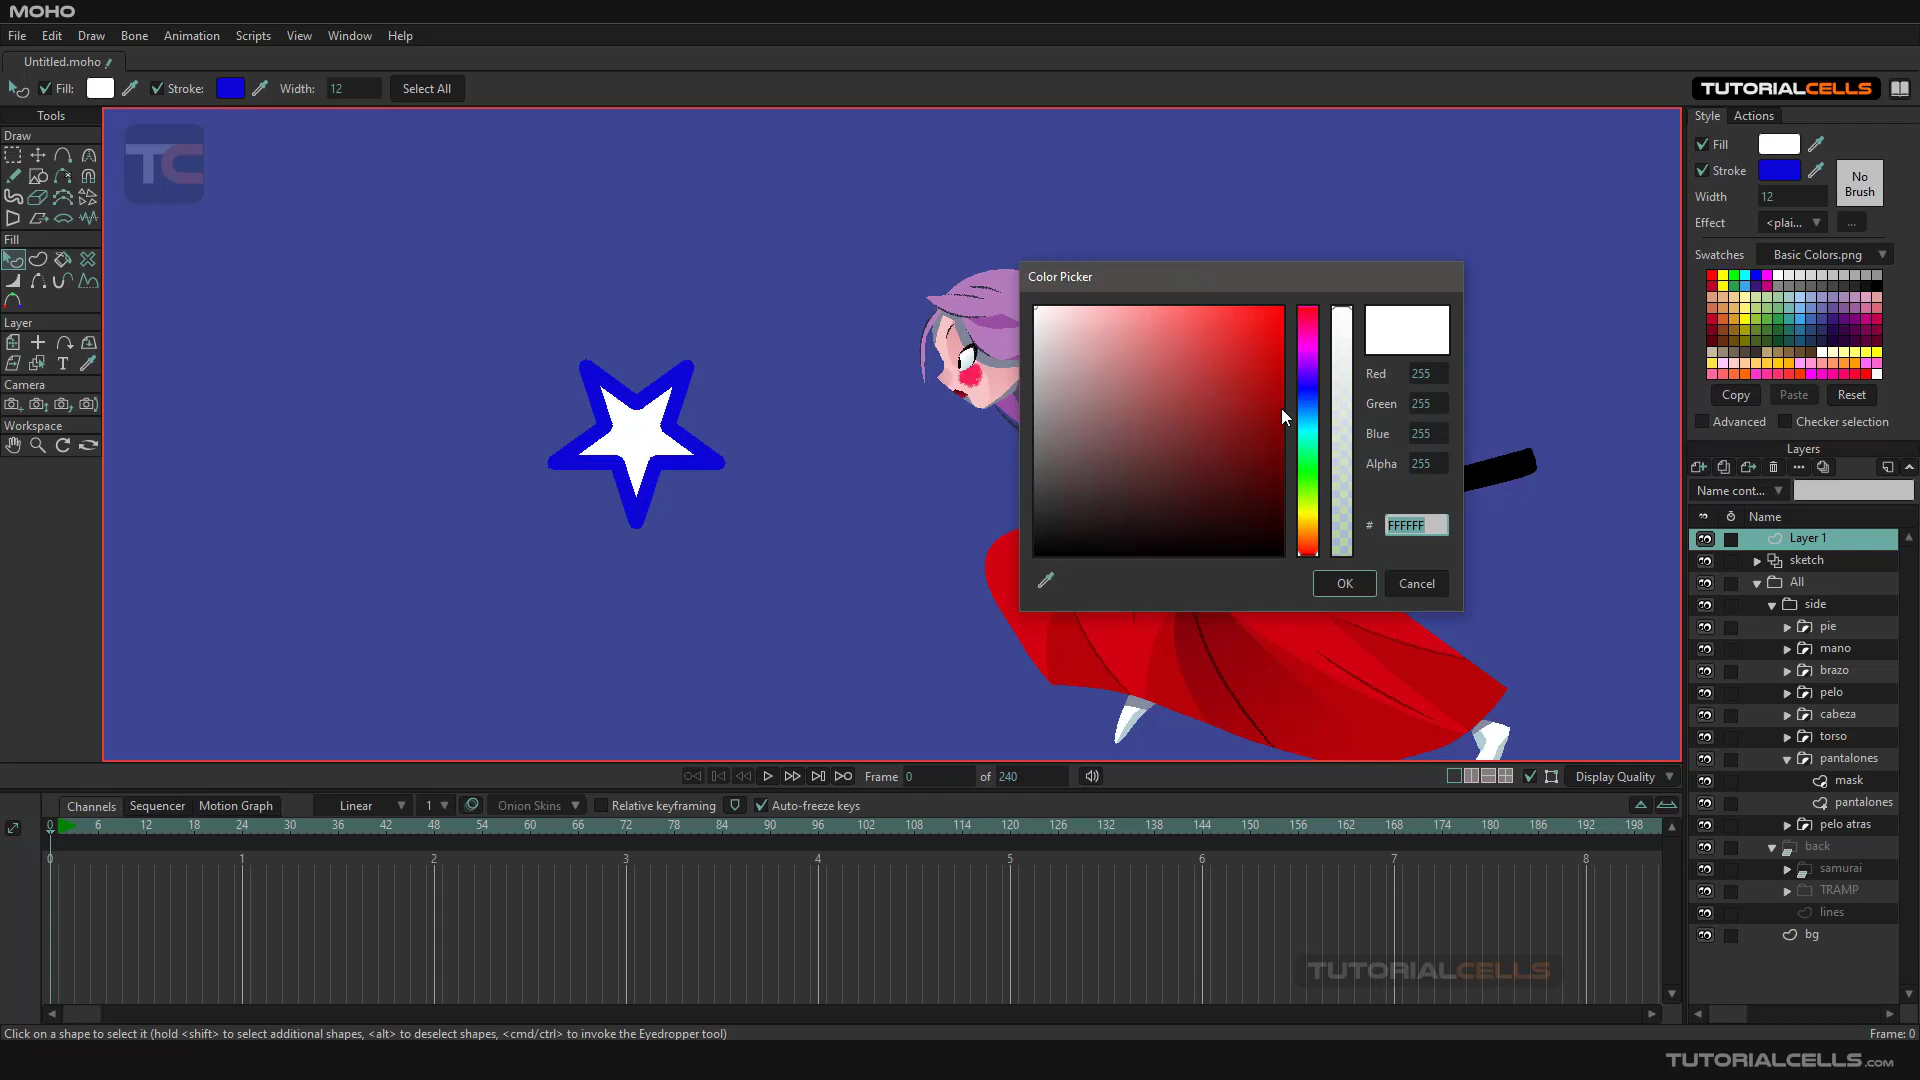 MOHO
File Edit Draw Bone Animation Scripts View Window Help
Untitled.moho
Fill: Stroke: Width: 12 Select All
TUTORIALCELLS
Tools
Draw
Fill
Layer
T
Camera
Workspace
TC
Color Picker
Red 255
Green 255
Blue 255
Alpha 255
# FFFFFF
OK Cancel
Style Actions
Fill
Stroke
No Brush
Width 12
Effect <plai... ...
Swatches Basic Colors.png
Copy Paste Reset
Advanced Checker selection
Layers
Name cont...
Name
Layer 1
sketch
All
side
pie
mano
brazo
pelo
cabeza
torso
pantalones
mask
pantalones
pelo atras
back
samurai
TRAMP
lines
bg
Frame 0 of 240 Display Quality
Channels Sequencer Motion Graph Linear 1 Onion Skins Relative keyframing Auto-freeze keys
0 6 12 18 24 30 36 42 48 54 60 66 72 78 84 90 96 102 108 114 120 126 132 138 144 150 156 162 168 174 180 186 192 198
0 1 2 3 4 5 6 7 8
TUTORIALCELLS
Click on a shape to select it (hold <shift> to select additional shapes, <alt> to deselect shapes, <cmd/ctrl> to invoke the Eyedropper tool)
Frame: 0
TUTORIALCELLS.COM